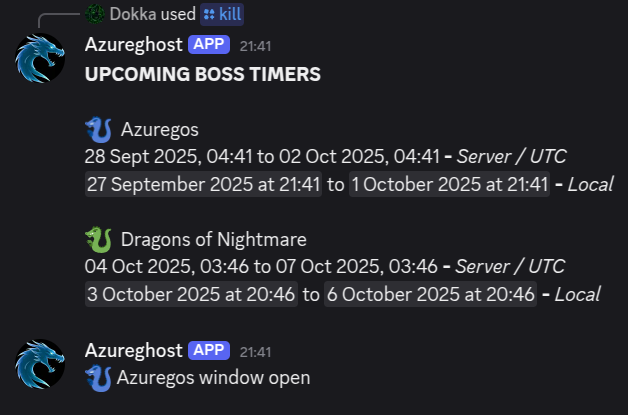 Dokka used kill
Azureghost APP 21:41
UPCOMING BOSS TIMERS
Azuregos
28 Sept 2025, 04:41 to 02 Oct 2025, 04:41 - Server / UTC
27 September 2025 at 21:41 to 1 October 2025 at 21:41 - Local
Dragons of Nightmare
04 Oct 2025, 03:46 to 07 Oct 2025, 03:46 - Server / UTC
3 October 2025 at 20:46 to 6 October 2025 at 20:46 - Local
Azureghost APP 21:41
Azuregos window open